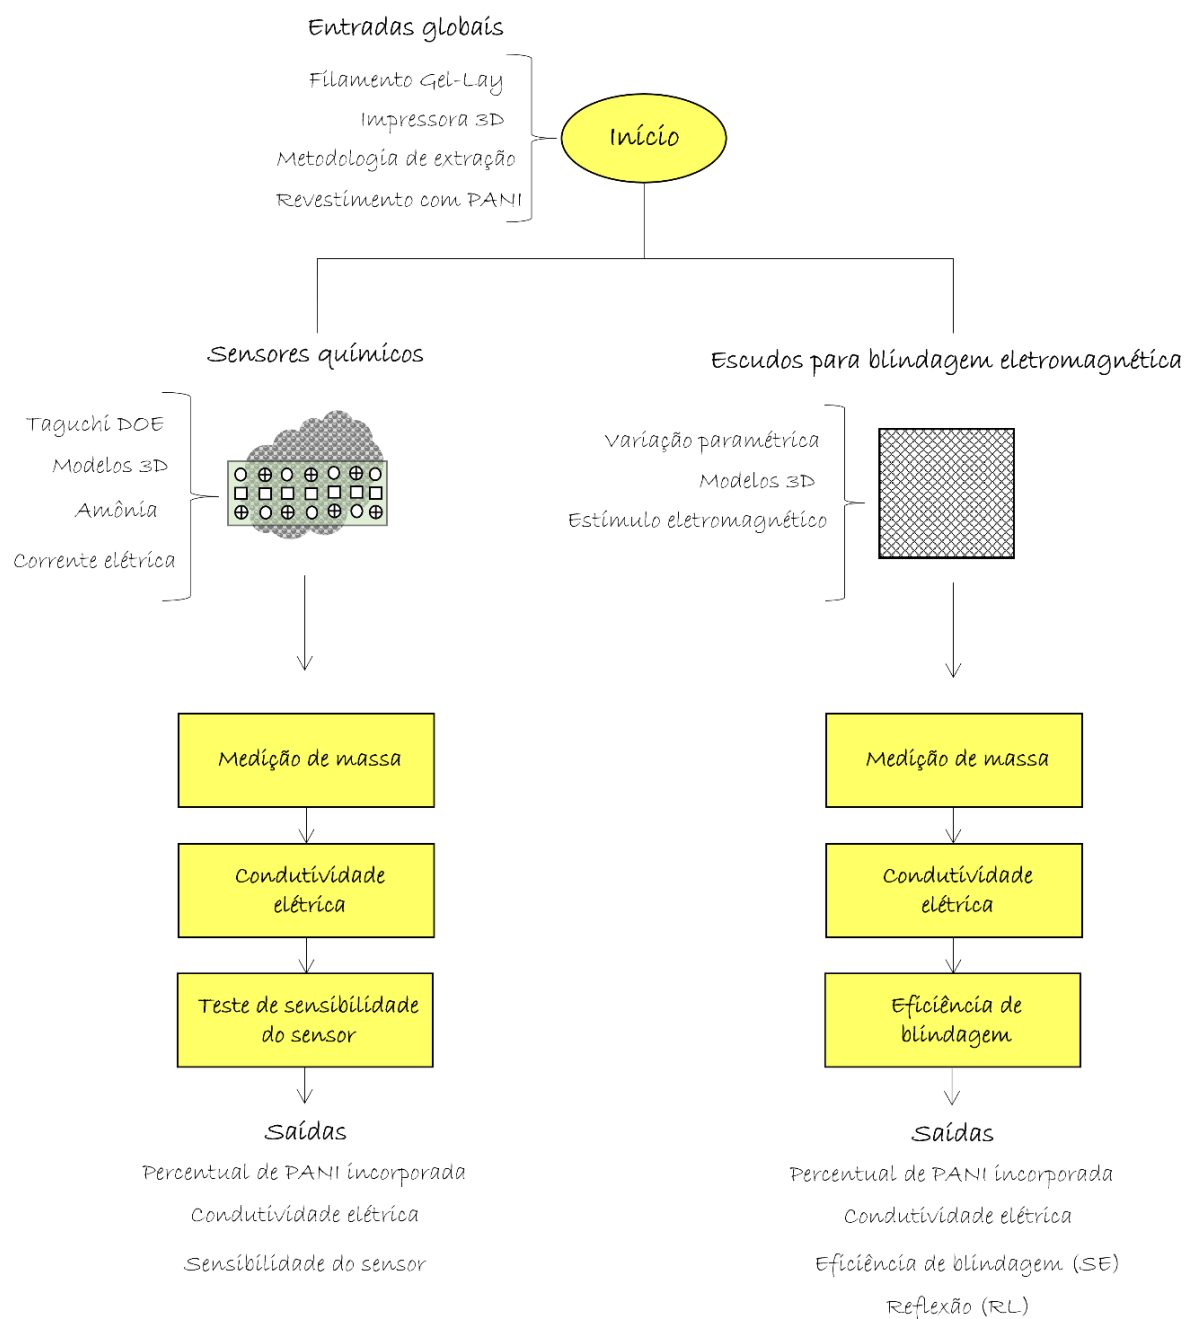 Entradas globais
Filamento Gel-Lay
Impressora 3D
Metodologia de extração
Revestimento com PANI
Início
Sensores químicos
Taguchi DOE
Modelos 3D
Amônia
Corrente elétrica
Medição de massa
Condutividade
elétrica
Teste de sensibilidade
do sensor
Saídas
Percentual de PANI incorporada
Condutividade elétrica
Sensibilidade do sensor
Escudos para blindagem eletromagnética
Variação paramétrica
Modelos 3D
Estímulo eletromagnético
Medição de massa
Condutividade
elétrica
Eficiência de
blindagem
Saídas
Percentual de PANI incorporada
Condutividade elétrica
Eficiência de blindagem (SE)
Reflexão (RL)